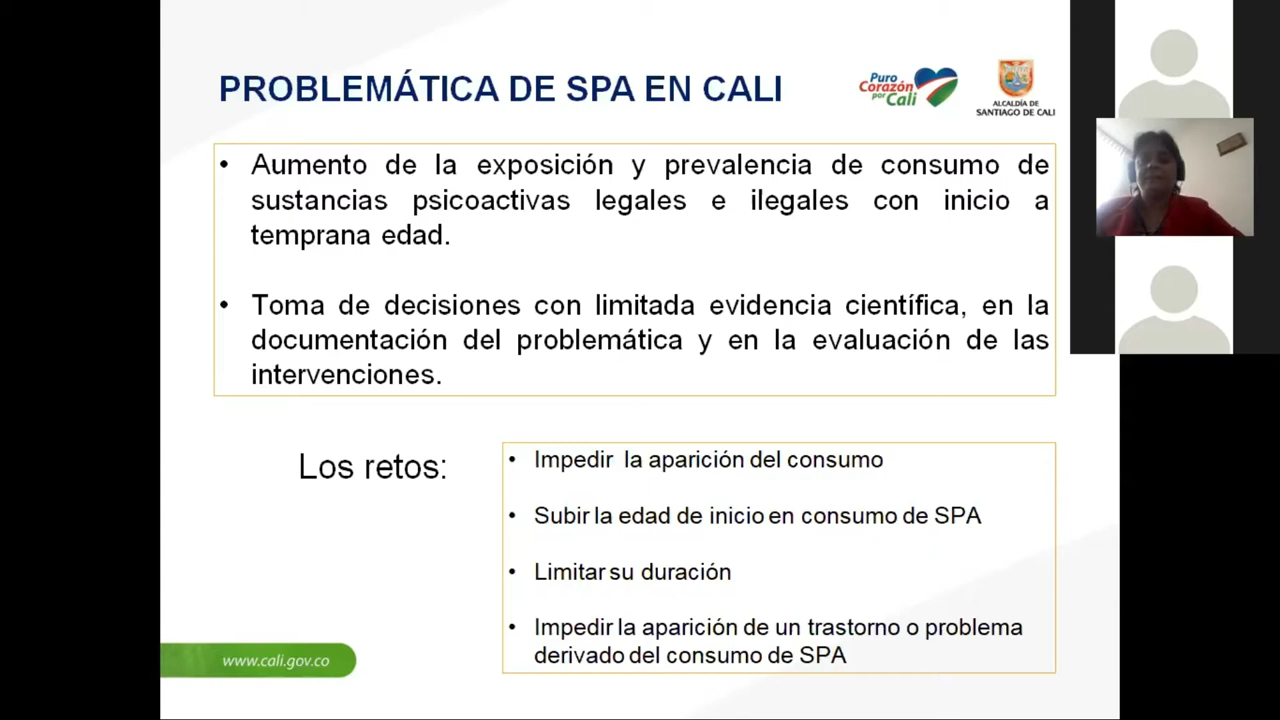 PROBLEMÁTICA DE SPA EN CALI
Puro
Corazón
por Cali
ALCALDÍA DE
SANTIAGO DE CALI
• Aumento de la exposición y prevalencia de consumo de
sustancias psicoactivas legales e ilegales con inicio a
temprana edad.
• Toma de decisiones con limitada evidencia científica, en la
documentación del problemática y en la evaluación de las
intervenciones.
Los retos:
• Impedir la aparición del consumo
• Subir la edad de inicio en consumo de SPA
• Limitar su duración
• Impedir la aparición de un trastorno o problema
derivado del consumo de SPA
www.cali.gov.co